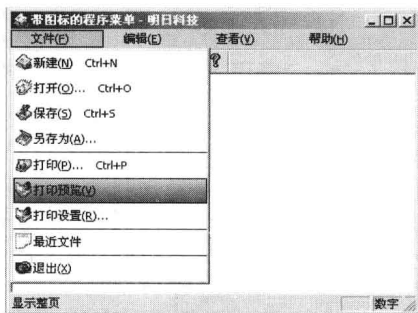 带图标的程序菜单 - 明日科技
文件(F) 编辑(E) 查看(V) 帮助(H)
新建(N) Ctrl+N
打开(O)... Ctrl+O
保存(S) Ctrl+S
另存为(A)...
打印(P)... Ctrl+P
打印预览(V)
打印设置(R)...
最近文件
退出(X)
显示整页 数字